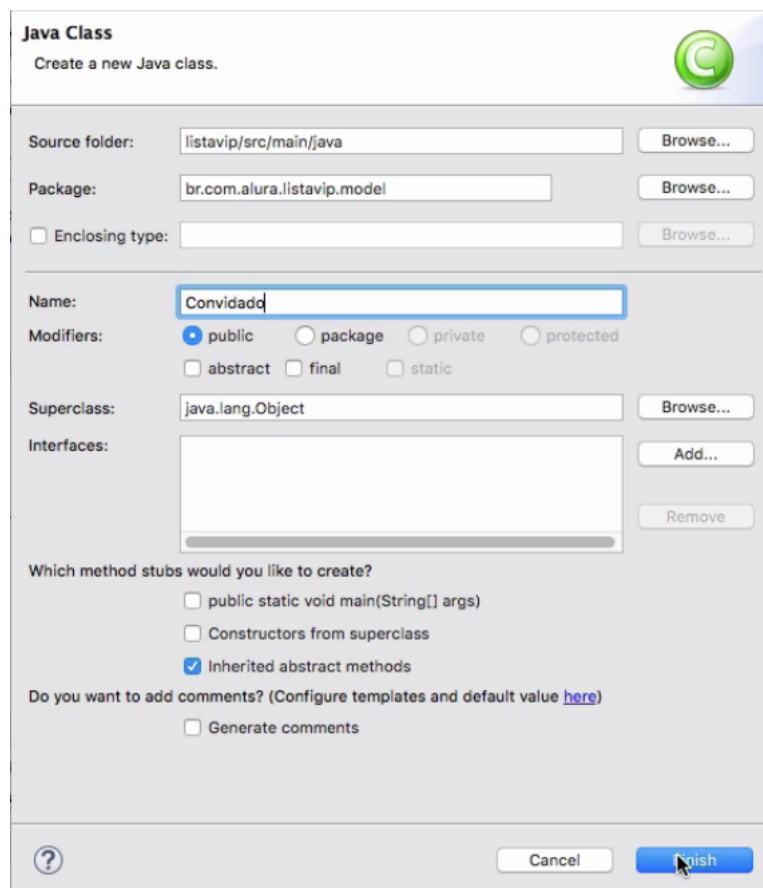 Java Class
Create a new Java class.
C
Source folder: listavip/src/main/java Browse...
Package: br.com.alura.listavip.model Browse...
Enclosing type: Browse...
Name: Convidado
Modifiers: public package private protected
abstract final static
Superclass: java.lang.Object Browse...
Interfaces: Add...
Remove
Which method stubs would you like to create?
public static void main(String[] args)
Constructors from superclass
Inherited abstract methods
Do you want to add comments? (Configure templates and default value here)
Generate comments
? Cancel Finish